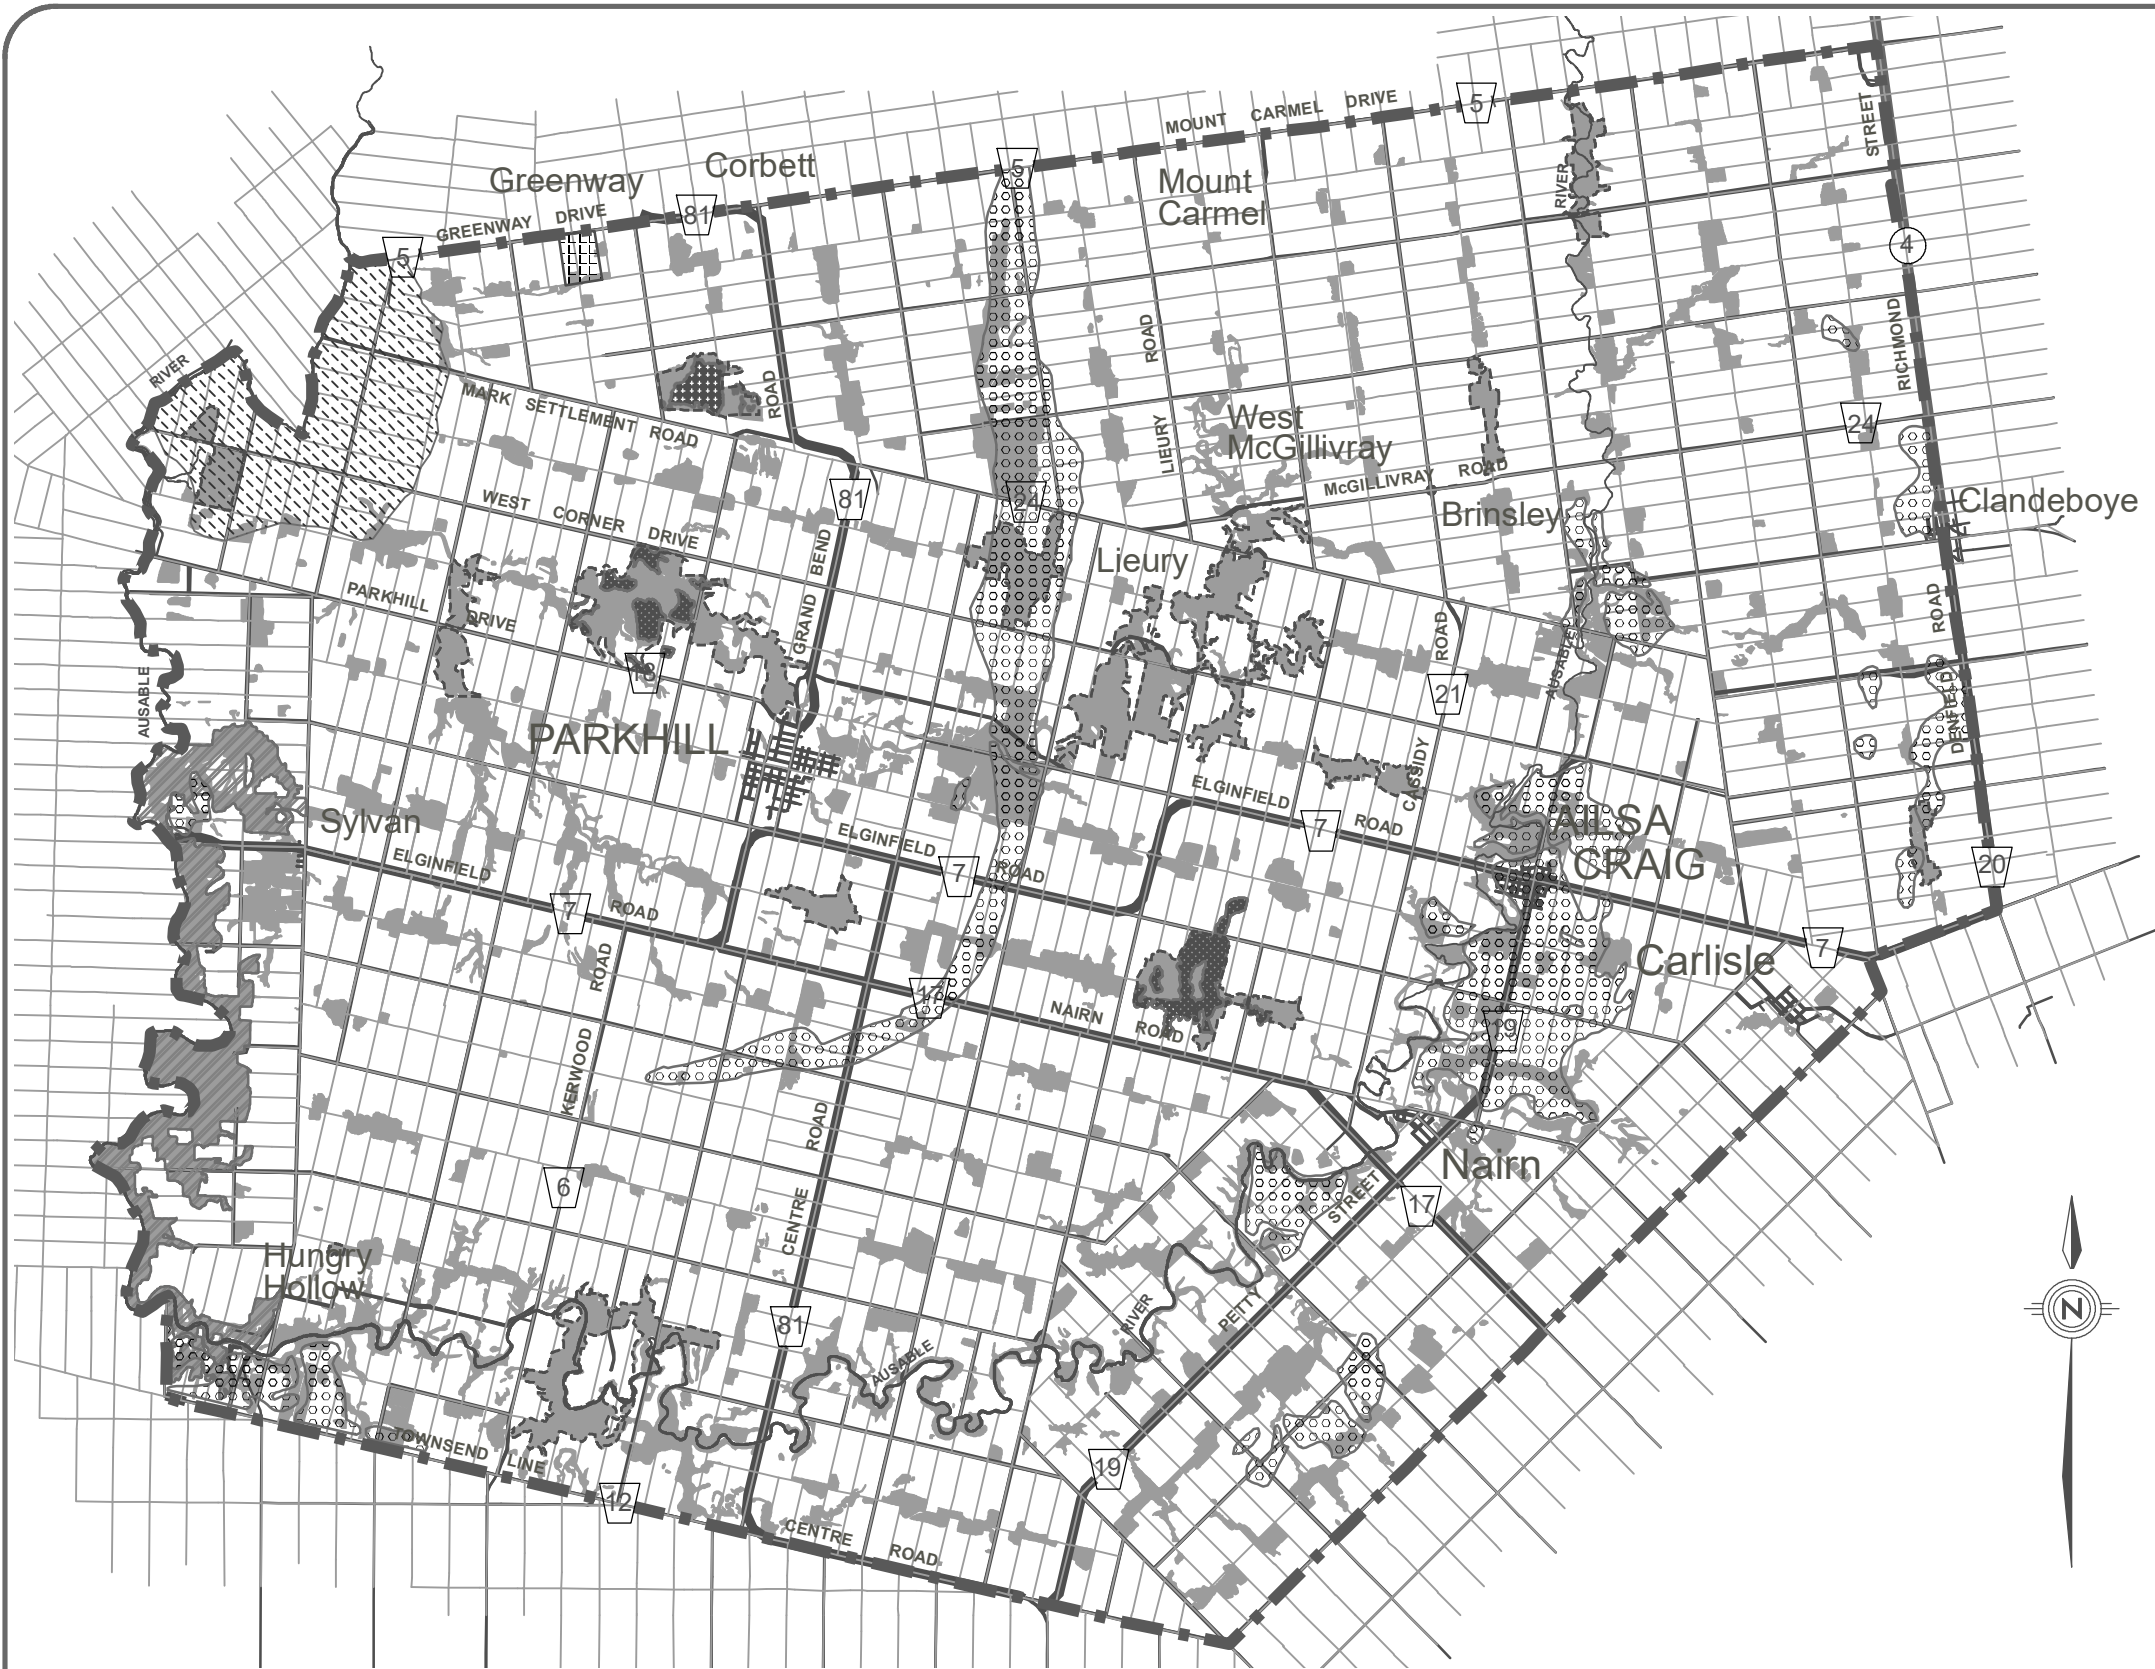 MOUNT CARMEL DRIVE
5
STREET
5
Corbett
Greenway
Mount
Carmel
RIVER
81
GREENWAY DRIVE
5
4
RIVER
ROAD
RICHMOND
MARK SETTLEMENT ROAD
ROAD
West
McGillivray
24
LIEURY
McGILLIVRAY ROAD
81
24
Clandeboye
Brinsley
WEST CORNER DRIVE
BEND
Lieury
PARKHILL DRIVE
GRAND
ROAD
ROAD
18
AUSABLE
21
AUSABLE
DENFIELD
PARKHILL
CASSIDY
ELGINFIELD ROAD
7
Sylvan
AILSA
CRAIG
ELGINFIELD ROAD
7
ELGINFIELD ROAD
7
20
ROAD
Carlisle
7
17
NAIRN ROAD
19
KERWOOD
ROAD
Nairn
6
STREET
17
CENTRE
Hungry
Hollow
RIVER
PETTY
81
AUSABLE
N
TOWNSEND LINE
12
19
CENTRE ROAD